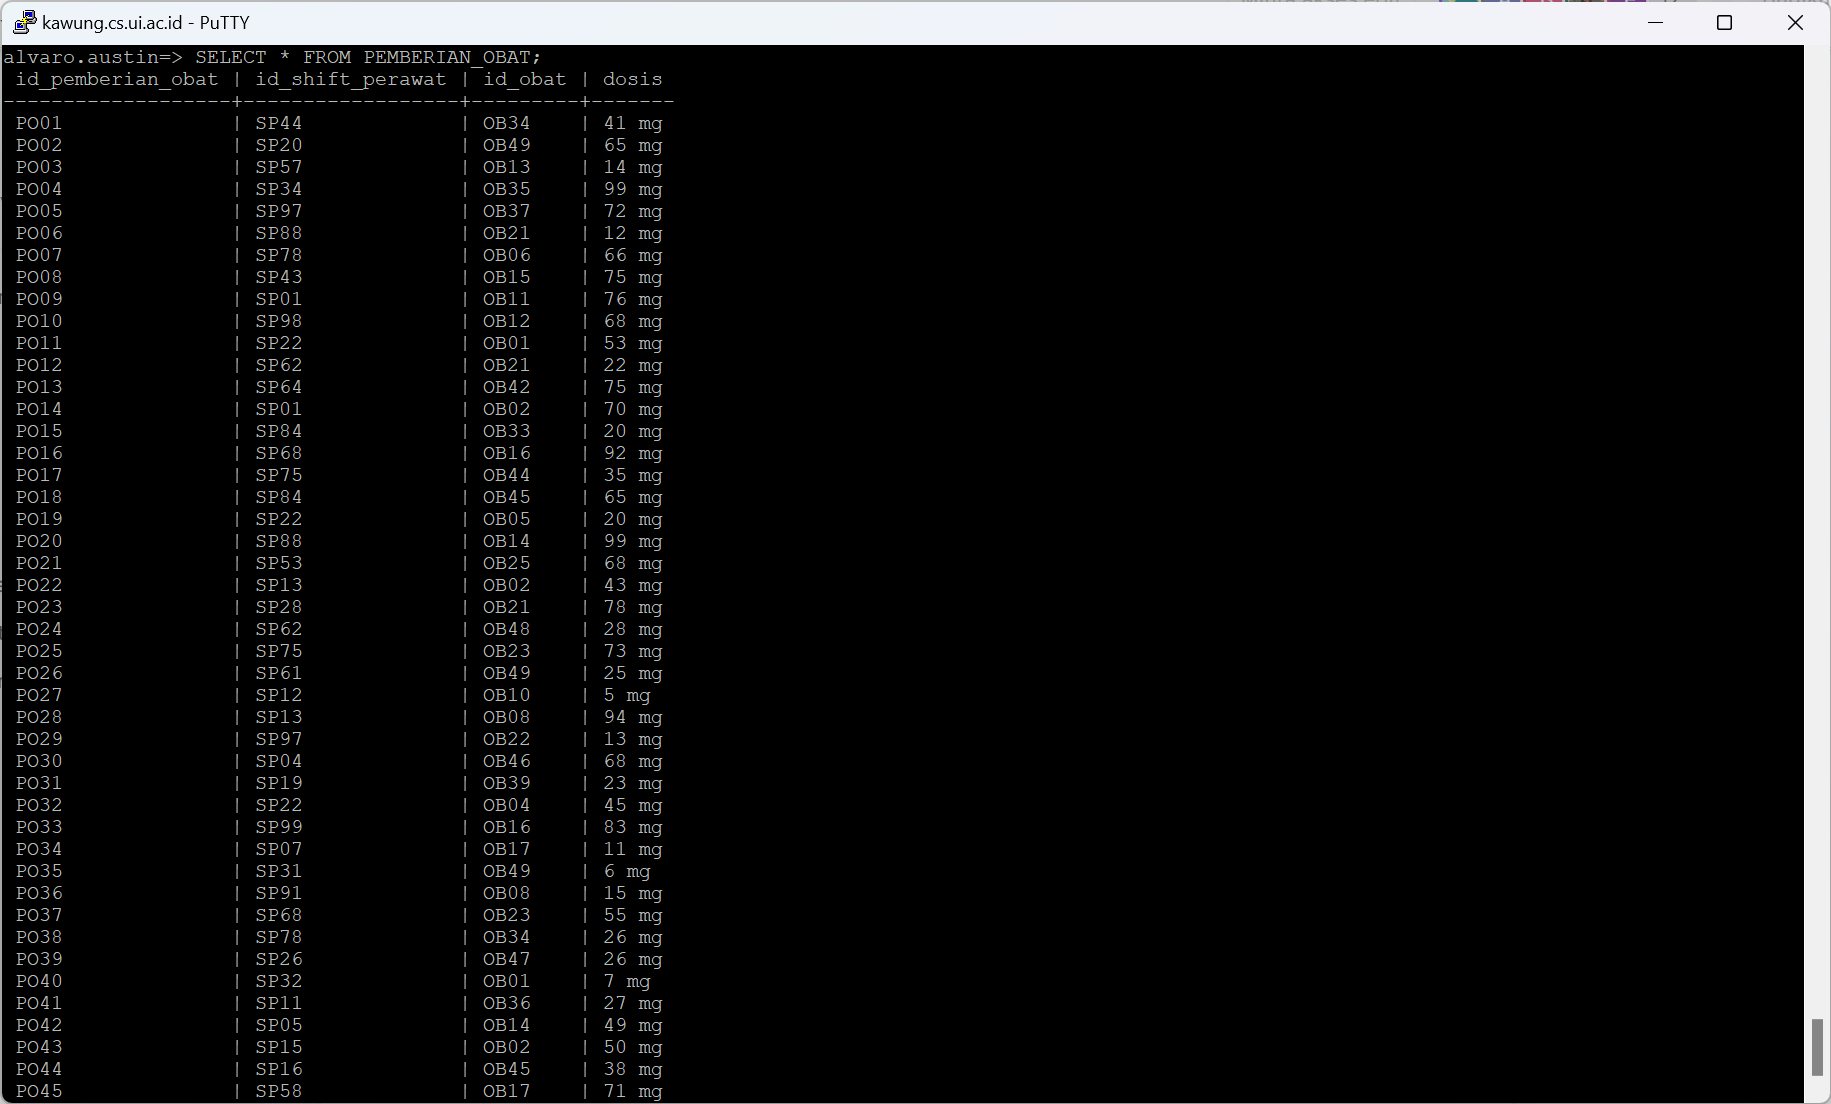 kawung.cs.ui.ac.id - PuTTY
alvaro.austin=> SELECT * FROM PEMBERIAN_OBAT;
 id_pemberian_obat | id_shift_perawat | id_obat | dosis
-------------------+------------------+---------+-------
 PO01              | SP44             | OB34    | 41 mg
 PO02              | SP20             | OB49    | 65 mg
 PO03              | SP57             | OB13    | 14 mg
 PO04              | SP34             | OB35    | 99 mg
 PO05              | SP97             | OB37    | 72 mg
 PO06              | SP88             | OB21    | 12 mg
 PO07              | SP78             | OB06    | 66 mg
 PO08              | SP43             | OB15    | 75 mg
 PO09              | SP01             | OB11    | 76 mg
 PO10              | SP98             | OB12    | 68 mg
 PO11              | SP22             | OB01    | 53 mg
 PO12              | SP62             | OB21    | 22 mg
 PO13              | SP64             | OB42    | 75 mg
 PO14              | SP01             | OB02    | 70 mg
 PO15              | SP84             | OB33    | 20 mg
 PO16              | SP68             | OB16    | 92 mg
 PO17              | SP75             | OB44    | 35 mg
 PO18              | SP84             | OB45    | 65 mg
 PO19              | SP22             | OB05    | 20 mg
 PO20              | SP88             | OB14    | 99 mg
 PO21              | SP53             | OB25    | 68 mg
 PO22              | SP13             | OB02    | 43 mg
 PO23              | SP28             | OB21    | 78 mg
 PO24              | SP62             | OB48    | 28 mg
 PO25              | SP75             | OB23    | 73 mg
 PO26              | SP61             | OB49    | 25 mg
 PO27              | SP12             | OB10    | 5 mg
 PO28              | SP13             | OB08    | 94 mg
 PO29              | SP97             | OB22    | 13 mg
 PO30              | SP04             | OB46    | 68 mg
 PO31              | SP19             | OB39    | 23 mg
 PO32              | SP22             | OB04    | 45 mg
 PO33              | SP99             | OB16    | 83 mg
 PO34              | SP07             | OB17    | 11 mg
 PO35              | SP31             | OB49    | 6 mg
 PO36              | SP91             | OB08    | 15 mg
 PO37              | SP68             | OB23    | 55 mg
 PO38              | SP78             | OB34    | 26 mg
 PO39              | SP26             | OB47    | 26 mg
 PO40              | SP32             | OB01    | 7 mg
 PO41              | SP11             | OB36    | 27 mg
 PO42              | SP05             | OB14    | 49 mg
 PO43              | SP15             | OB02    | 50 mg
 PO44              | SP16             | OB45    | 38 mg
 PO45              | SP58             | OB17    | 71 mg